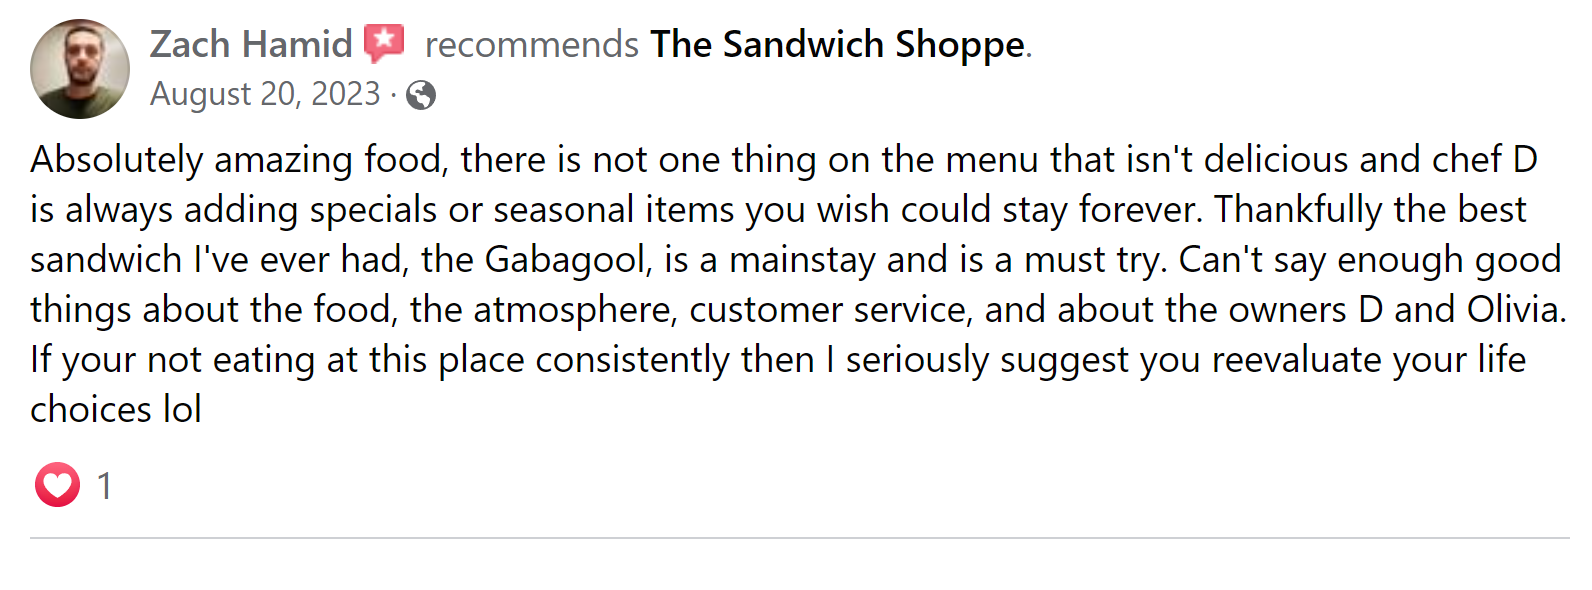 Zach Hamid recommends The Sandwich Shoppe.
August 20, 2023 ·
Absolutely amazing food, there is not one thing on the menu that isn't delicious and chef D
is always adding specials or seasonal items you wish could stay forever. Thankfully the best
sandwich I've ever had, the Gabagool, is a mainstay and is a must try. Can't say enough good
things about the food, the atmosphere, customer service, and about the owners D and Olivia.
If your not eating at this place consistently then I seriously suggest you reevaluate your life
choices lol
1